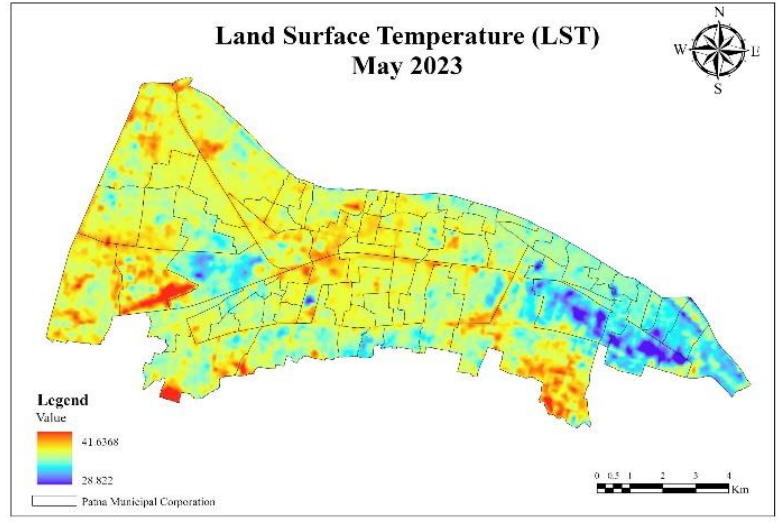 Land Surface Temperature (LST)
May 2023
N
W E
S
Legend
Value
41.6368
28.822
Patna Municipal Corporation
0 0.5 1 2 3 4
Km